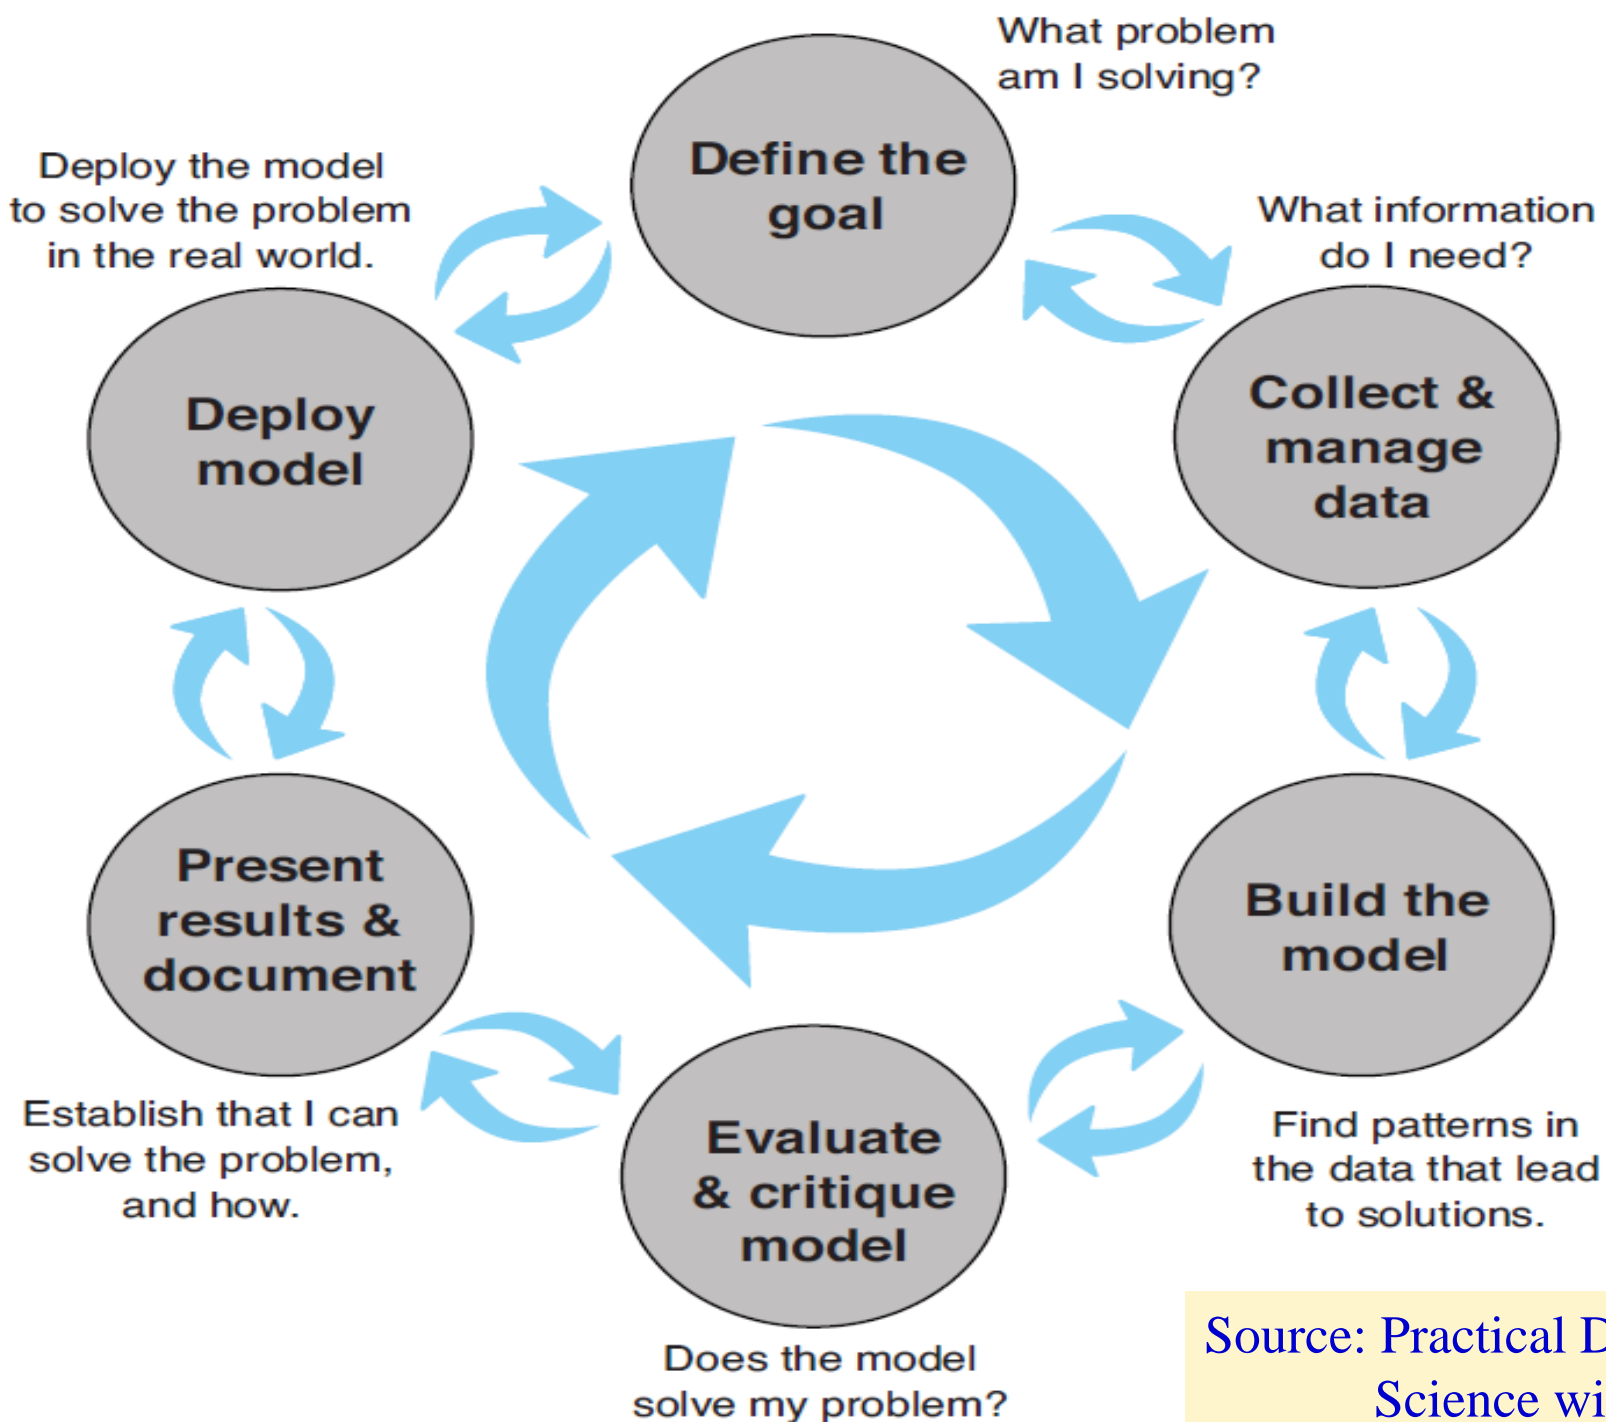 What problem
am I solving?
Define the
goal
Deploy the model
to solve the problem
in the real world.
What information
do I need?
Deploy
model
Collect &
manage
data
Present
results &
document
Build the
model
Establish that I can
solve the problem,
and how.
Evaluate
& critique
model
Find patterns in
the data that lead
to solutions.
Does the model
solve my problem?
Source: Practical
Science